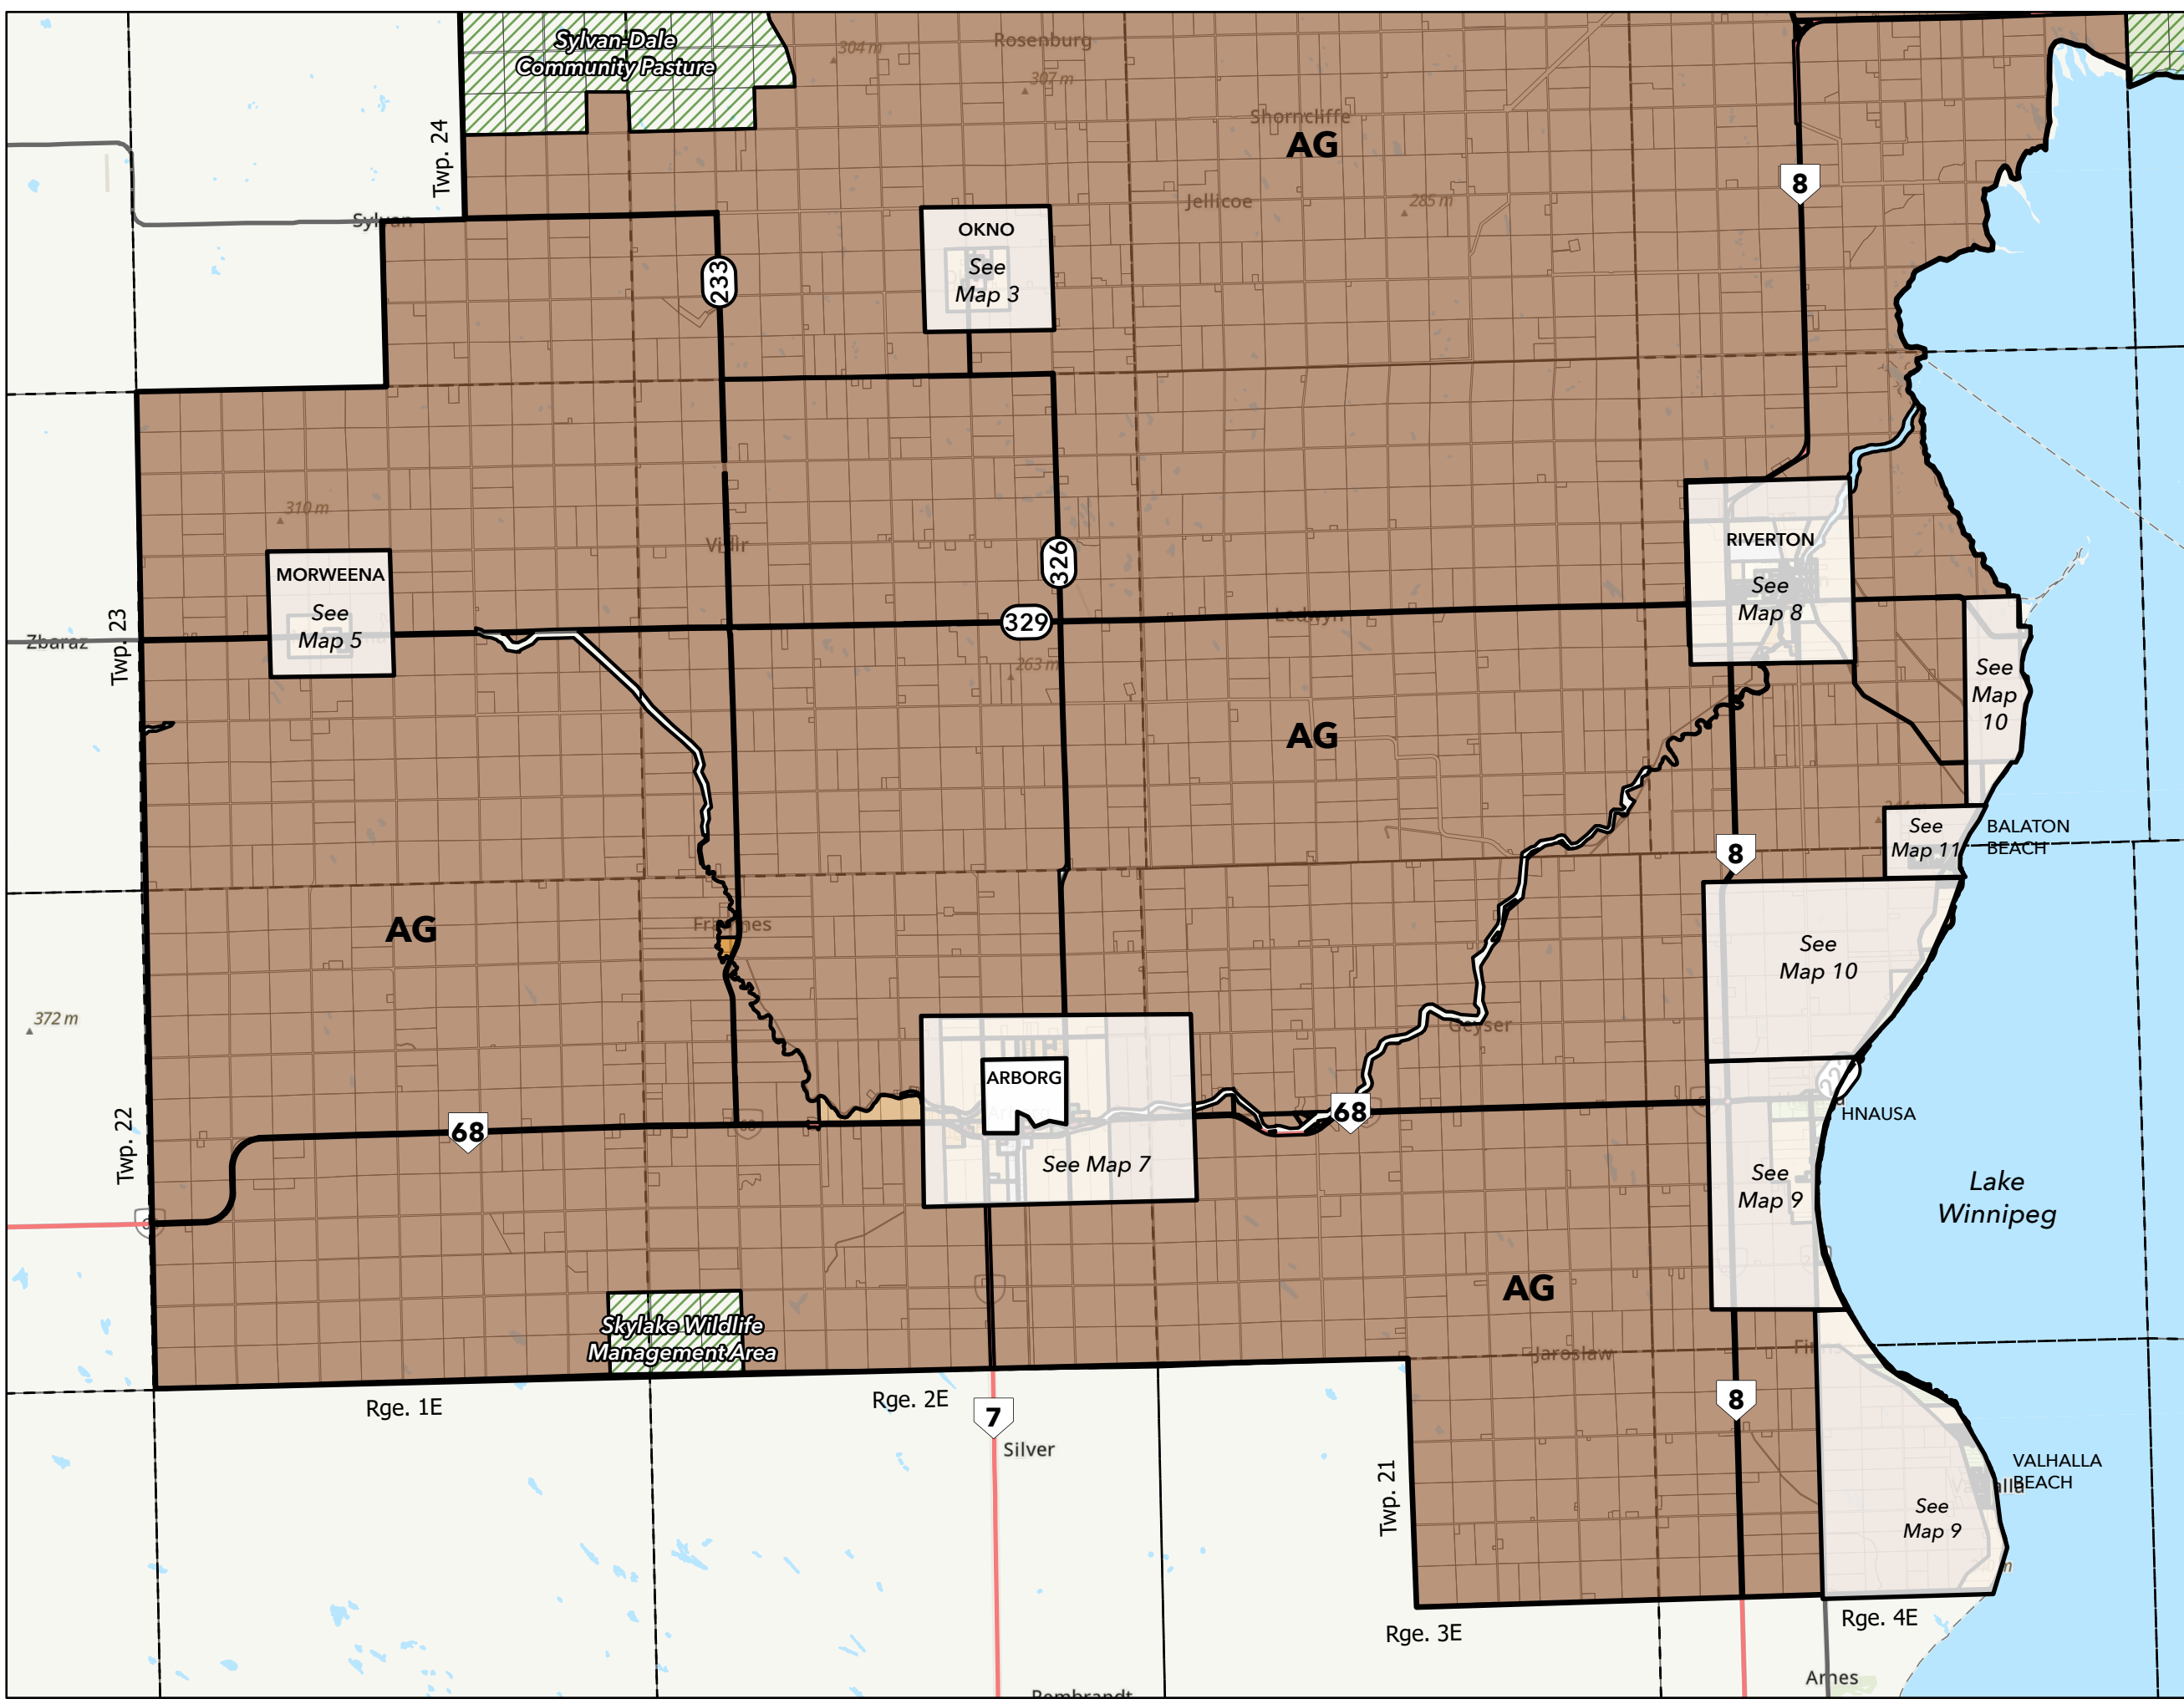 Sylvan-Dale
Community Pasture
304 m
Rosenburg
307 m
Shorncliffe
AG
Twp. 24
8
Jellicoe
285 m
Sylvan
OKNO
See
Map 3
233
310 m
RIVERTON
See
Map 8
Vidir
326
MORWEENA
See
Map 5
Twp. 23
Zbaraz
329
Ledwyn
263 m
See
Map
10
AG
8
See
Map 11
BALATON
BEACH
AG
See
Map 10
372 m
Geyser
ARBORG
See Map 7
68
68
HNAUSA
Twp. 22
See
Map 9
Lake
Winnipeg
AG
Skylake Wildlife
Management Area
Jaroslaw
Rge. 1E
Rge. 2E
7
Silver
8
Twp. 21
VALHALLA
BEACH
See
Map 9
Rge. 3E
Rge. 4E
Arnes